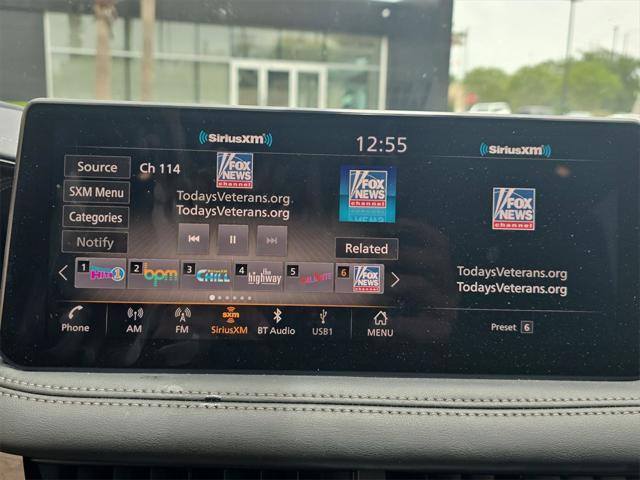 SiriusXM
12:55
SiriusXM
Source
Ch 114
FOX
NEWS
channel
FOX
NEWS
channel
FOX
NEWS
channel
SXM Menu
TodaysVeterans.org
TodaysVeterans.org
Categories
Notify
Related
TodaysVeterans.org
TodaysVeterans.org
1
2 bpm
3 CHILL
4 the highway
5
6 FOX NEWS
Phone
AM
FM
sxm
SiriusXM
BT Audio
USB1
MENU
Preset 6